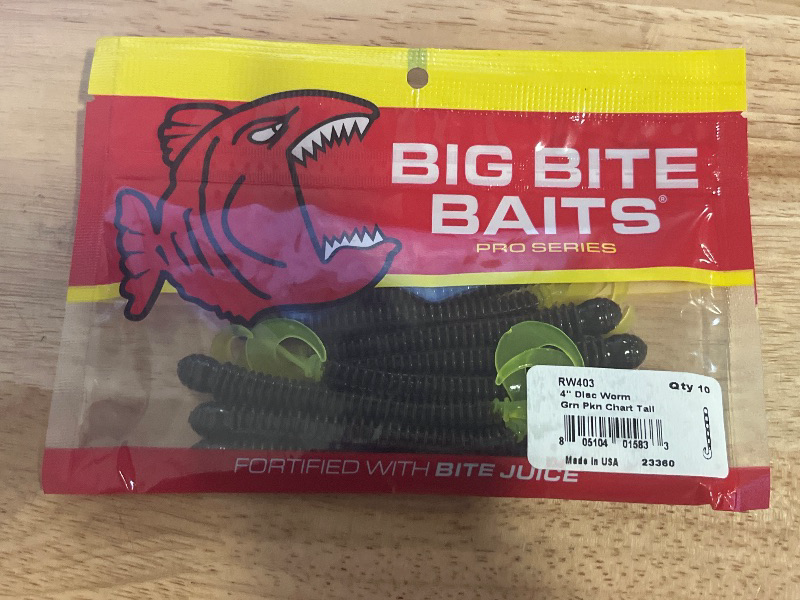 BIG BITE
BAITS®
PRO SERIES
RW403 Qty 10
4" Disc Worm
Grn Pkn Chart Tail
8 05104 01583 3
Made in USA 23360
FORTIFIED WITH BITE JUICE